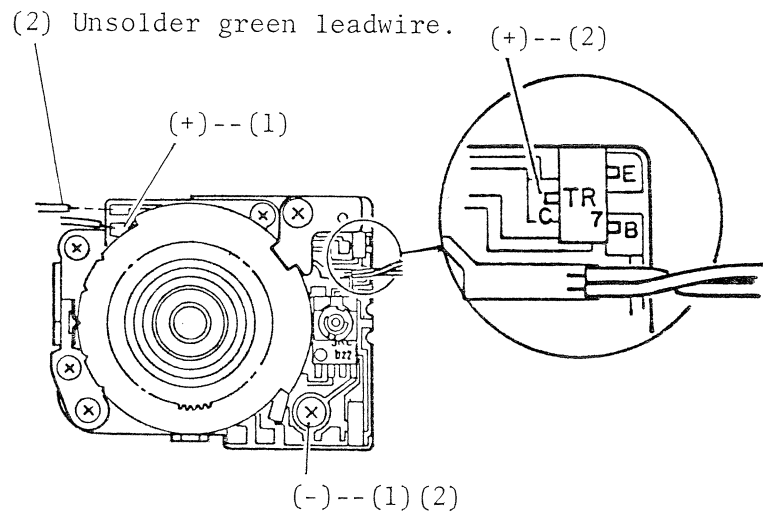 (2) Unsolder green leadwire.
(+)--(2)
(+)--(1)
E
TR
C
7
B
(-)--(1)(2)